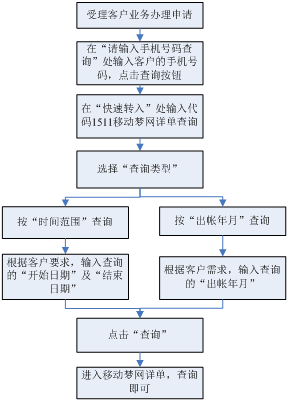 受理客户业务办理申请
在“请输入手机号码查
询”处输入客户的手机号
码，点击查询按钮
在“快速转入”处输入代
码1511移动梦网详单查询
选择“查询类型”
按“时间范围”查询
按“出帐年月”查询
根据客户要求，输入查询
的“开始日期”及“结束
日期”
根据客户需求，输入查询
的“出帐年月”
点击“查询”
进入移动梦网详单，查询
即可